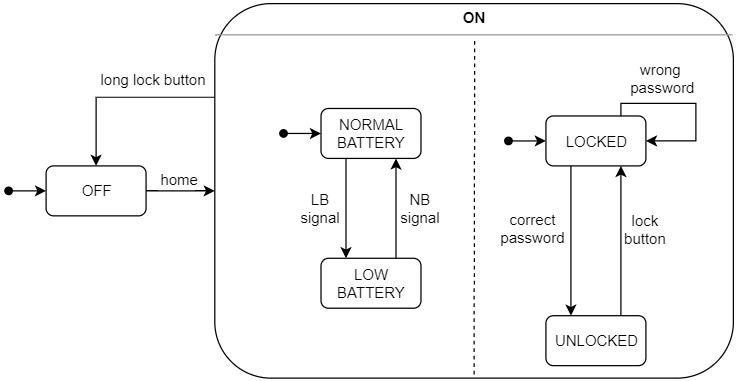 ON
long lock button
OFF
home
NORMAL
BATTERY
LB
signal
NB
signal
LOW
BATTERY
wrong
password
LOCKED
correct
password
lock
button
UNLOCKED